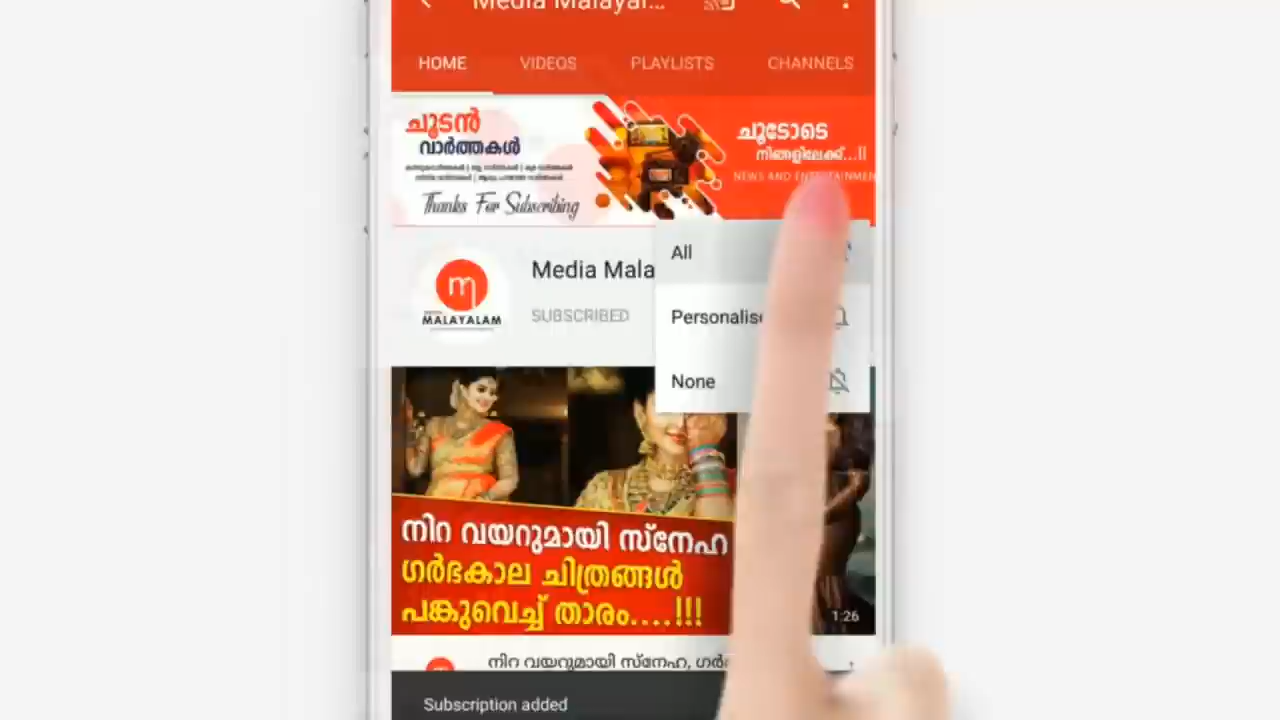 Media Malayal...
HOME VIDEOS PLAYLISTS CHANNELS
ചൂടൻ
വാർത്തകൾ
Thanks For Subscribing
ചൂടോടെ
നിങ്ങളിലേക്ക്...!!
NEWS AND ENTERTAINMEN
All
Media Mala
MALAYALAM
SUBSCRIBED
Personalise
None
നിറ വയറുമായി സ്നേഹ
ഗർഭകാല ചിത്രങ്ങൾ
പങ്കുവെച്ച് താരം....!!!
1:26
നിറ വയറുമായി സ്നേഹ, ഗർഭ
Subscription added